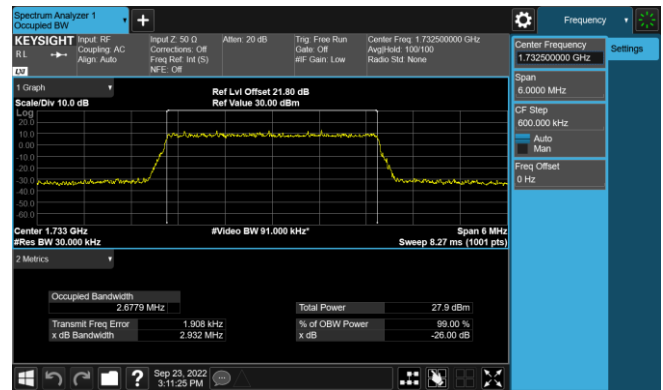 Spectrum Analyzer 1
Occupied BW
Frequency
KEYSIGHT
Input: RF
Coupling: AC
Align: Auto
Input Z: 50 Ω
Corrections: Off
Freq Ref: Int (S)
NFE: Off
Atten: 20 dB
Trig: Free Run
Gate: Off
#IF Gain: Low
Center Freq: 1.732500000 GHz
Avg|Hold: 100/100
Radio Std: None
RL
LXI
1 Graph
Scale/Div 10.0 dB
Ref Lvl Offset 21.80 dB
Ref Value 30.00 dBm
Log
20.0
10.0
0.00
-10.0
-20.0
-30.0
-40.0
-50.0
-60.0
Center 1.733 GHz
#Res BW 30.000 kHz
#Video BW 91.000 kHz*
Span 6 MHz
Sweep 8.27 ms (1001 pts)
2 Metrics
Occupied Bandwidth
2.6779 MHz
Total Power
27.9 dBm
Transmit Freq Error
1.908 kHz
% of OBW Power
99.00 %
x dB Bandwidth
2.932 MHz
x dB
-26.00 dB
Sep 23, 2022
3:11:25 PM
Center Frequency
1.732500000 GHz
Settings
Span
6.0000 MHz
CF Step
600.000 kHz
Auto
Man
Freq Offset
0 Hz